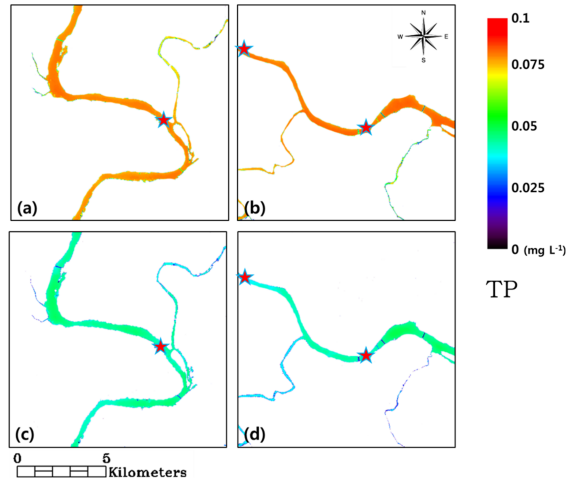 (a)
(b)
N
W E
S
0.1
0.075
0.05
0.025
0 (mg L-1)
TP
(c)
(d)
0 5
Kilometers